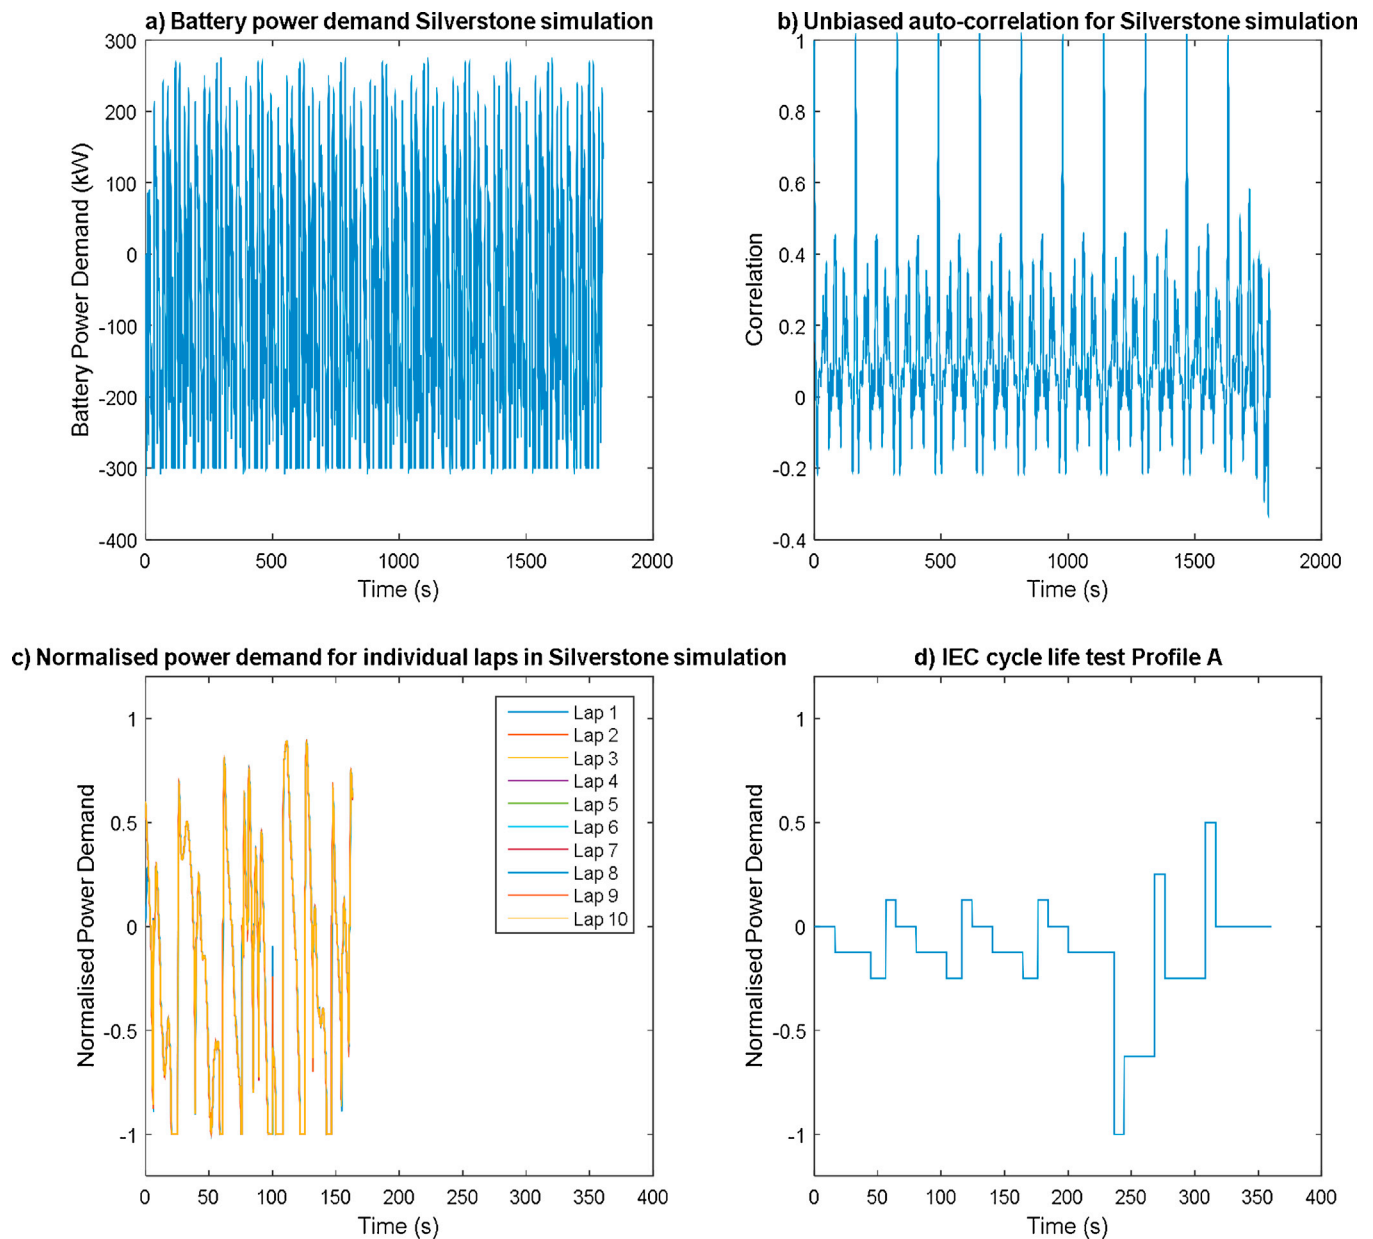 a) Battery power demand Silverstone simulation
300
200
100
0
-100
-200
-300
-400
Battery Power Demand (kW)
0 500 1000 1500 2000
Time (s)
b) Unbiased auto-correlation for Silverstone simulation
1
0.8
0.6
0.4
0.2
0
-0.2
-0.4
Correlation
0 500 1000 1500 2000
Time (s)
c) Normalised power demand for individual laps in Silverstone simulation
1
0.5
0
-0.5
-1
Normalised Power Demand
Lap 1
Lap 2
Lap 3
Lap 4
Lap 5
Lap 6
Lap 7
Lap 8
Lap 9
Lap 10
0 50 100 150 200 250 300 350 400
Time (s)
d) IEC cycle life test Profile A
1
0.5
0
-0.5
-1
Normalised Power Demand
0 50 100 150 200 250 300 350 400
Time (s)